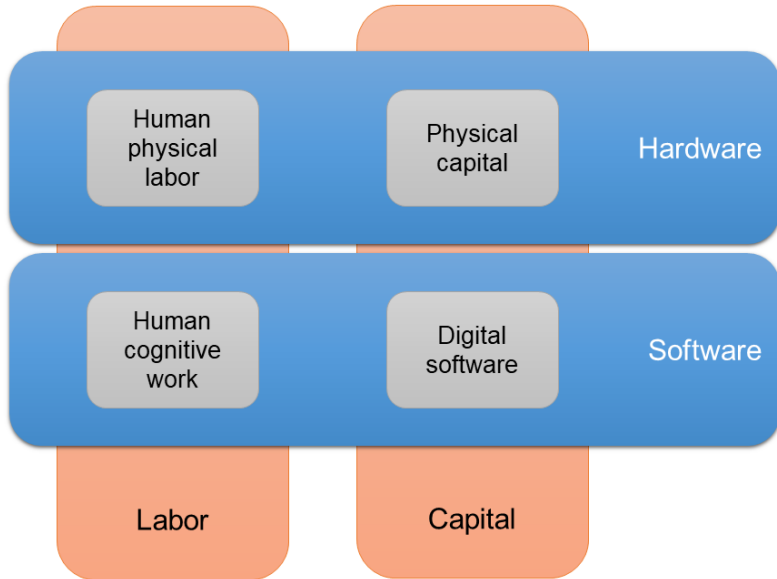 Human
physical
labor
Physical
capital
Hardware
Human
cognitive
work
Digital
software
Software
Labor
Capital